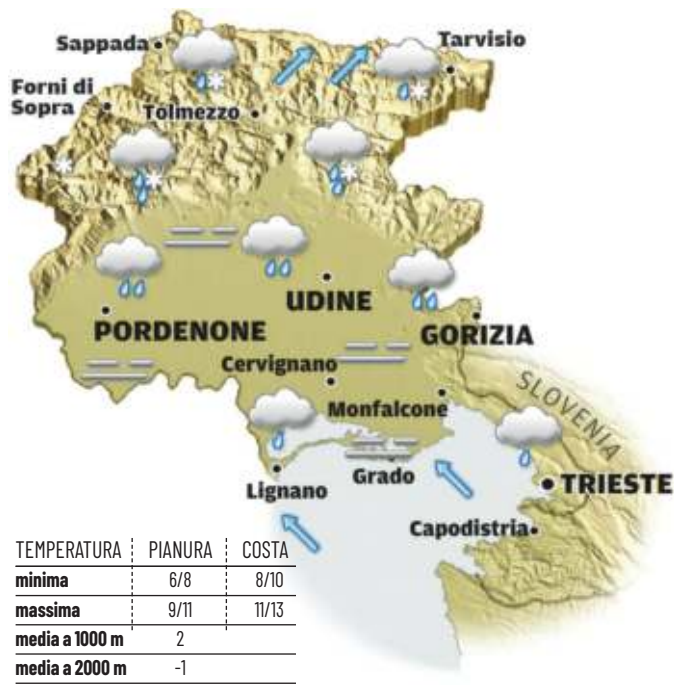 Sappada
Tarvisio
Forni di
Sopra
Tolmezzo
UDINE
PORDENONE
GORIZIA
Cervignano
SLOVENIA
Monfalcone
Grado
Lignano
TRIESTE
Capodistria
TEMPERATURA PIANURA COSTA
minima 6/8 8/10
massima 9/11 11/13
media a 1000 m 2
media a 2000 m -1